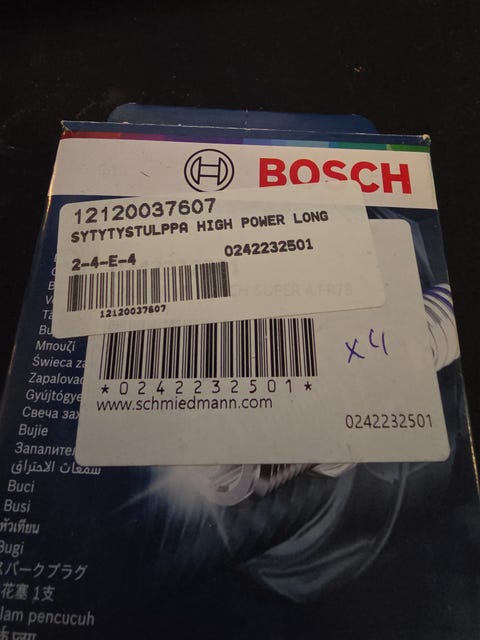 BOSCH
12120037607
SYTYTYSTULPPA HIGH POWER LONG
2-4-E-4
0242232501
12120037607
SUPER 4 FR78
x4
*0242232501*
www.schmiedmann.com
0242232501
Μπουζί
Świeca za
Zapalovac
Gyújtógye
Свеча заж
Bujie
Запалител
شمعات الاحتراق
Buci
Busi
หัวเทียน
Bugi
スパークプラグ
花塞 1支
lam pencucuh